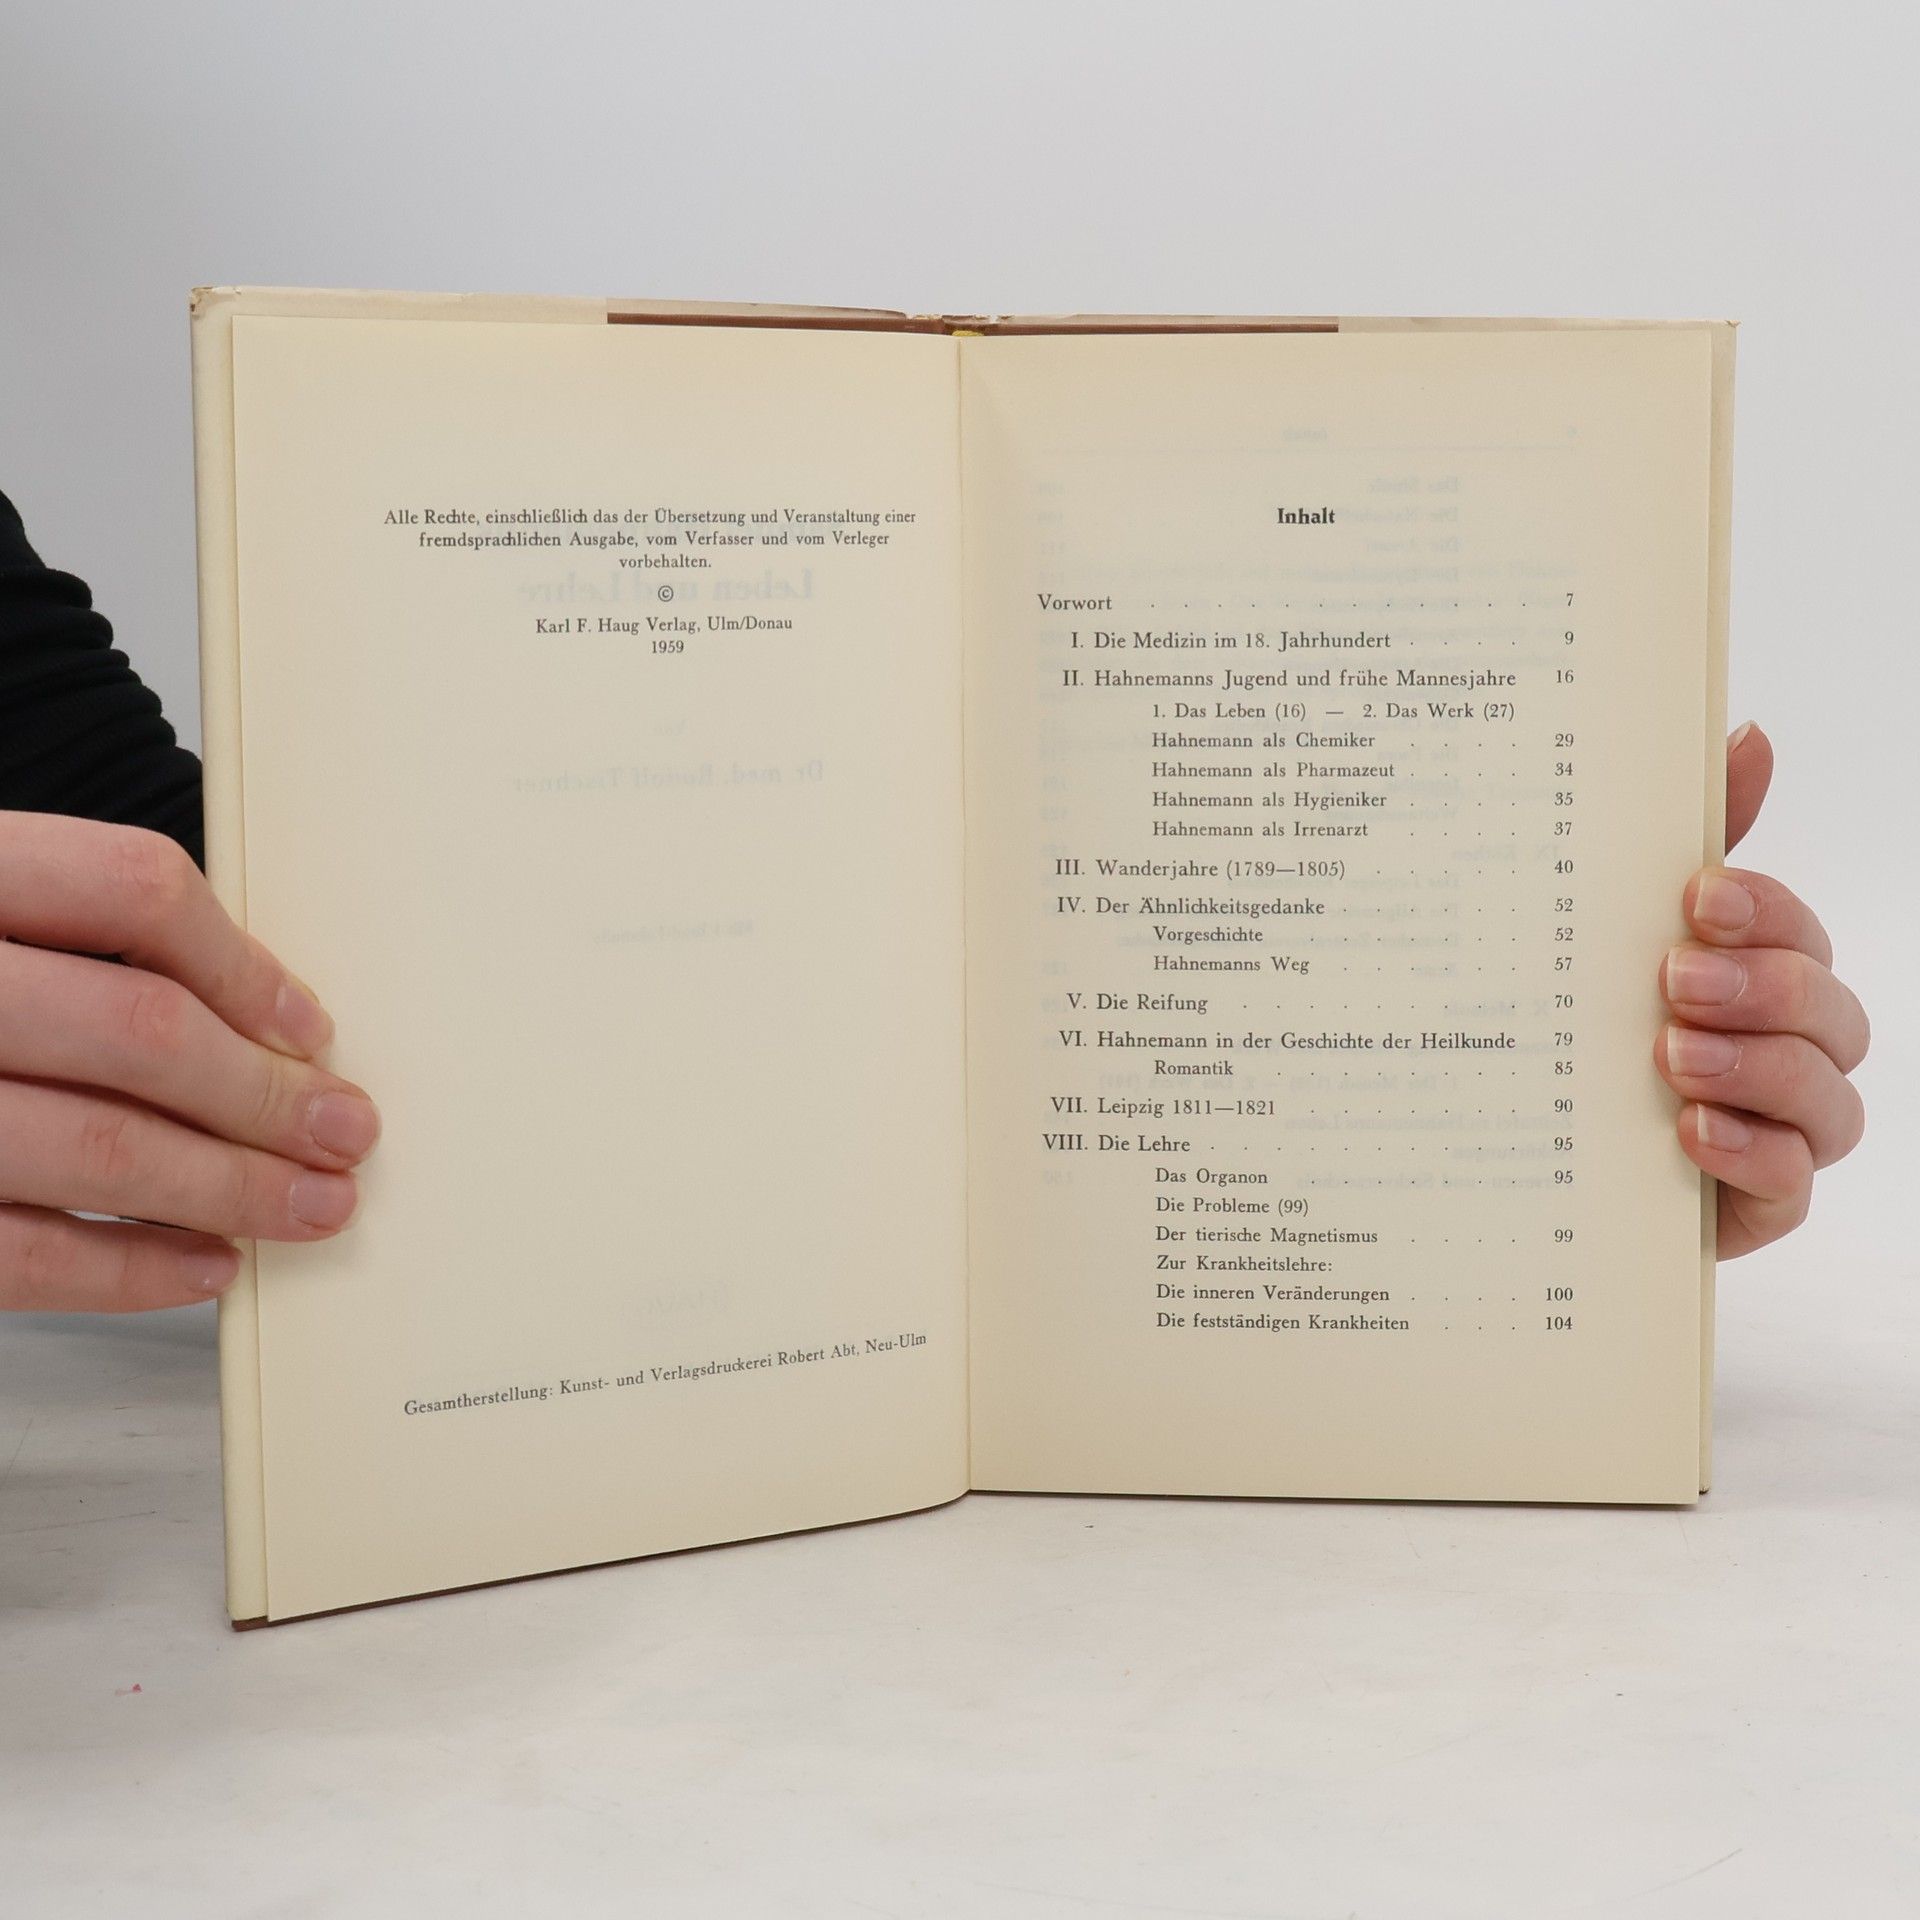 Alle Rechte, einschließlich das der Übersetzung und Veranstaltung einer
fremdsprachlichen Ausgabe, vom Verfasser und vom Verleger
vorbehalten.
©
Karl F. Haug Verlag, Ulm/Donau
1959
Gesamtherstellung: Kunst- und Verlagsdruckerei Robert Abt, Neu-Ulm
Inhalt
Vorwort . . . . . . . . . . . . 7
I. Die Medizin im 18. Jahrhundert . . . . 9
II. Hahnemanns Jugend und frühe Mannesjahre 16
1. Das Leben (16) — 2. Das Werk (27)
Hahnemann als Chemiker . . . . 29
Hahnemann als Pharmazeut . . . . 34
Hahnemann als Hygieniker . . . . 35
Hahnemann als Irrenarzt . . . . 37
III. Wanderjahre (1789—1805) . . . . . 40
IV. Der Ähnlichkeitsgedanke . . . . . . 52
Vorgeschichte . . . . . . . 52
Hahnemanns Weg . . . . . . 57
V. Die Reifung . . . . . . . . . 70
VI. Hahnemann in der Geschichte der Heilkunde 79
Romantik . . . . . . . . 85
VII. Leipzig 1811—1821 . . . . . . . 90
VIII. Die Lehre . . . . . . . . . . 95
Das Organon . . . . . . . 95
Die Probleme (99)
Der tierische Magnetismus . . . . 99
Zur Krankheitslehre:
Die inneren Veränderungen . . . . 100
Die festständigen Krankheiten . . . 104